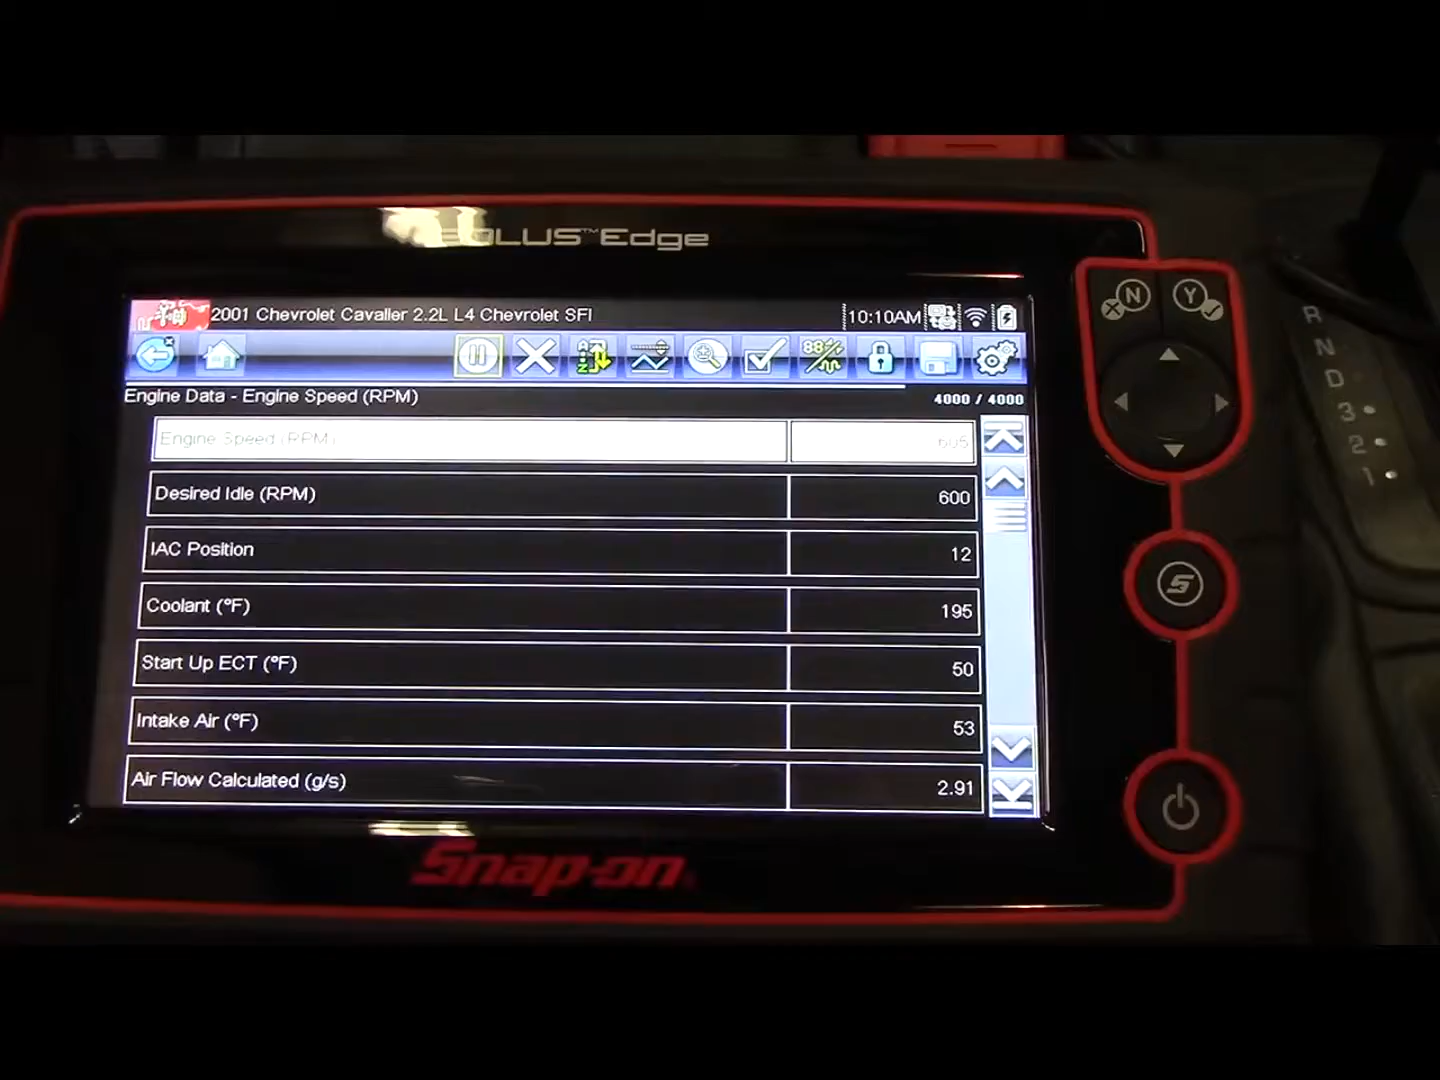 Edge
2001 Chevrolet Cavalier 2.2L L4 Chevrolet SFI
10:10AM
Engine Data - Engine Speed (RPM)
4000 / 4000
Engine Speed (RPM) 605
Desired Idle (RPM) 600
IAC Position 12
Coolant (°F) 195
Start Up ECT (°F) 50
Intake Air (°F) 53
Air Flow Calculated (g/s) 2.91
Snap-on
N
Y
S
R
N
D
3
2
1